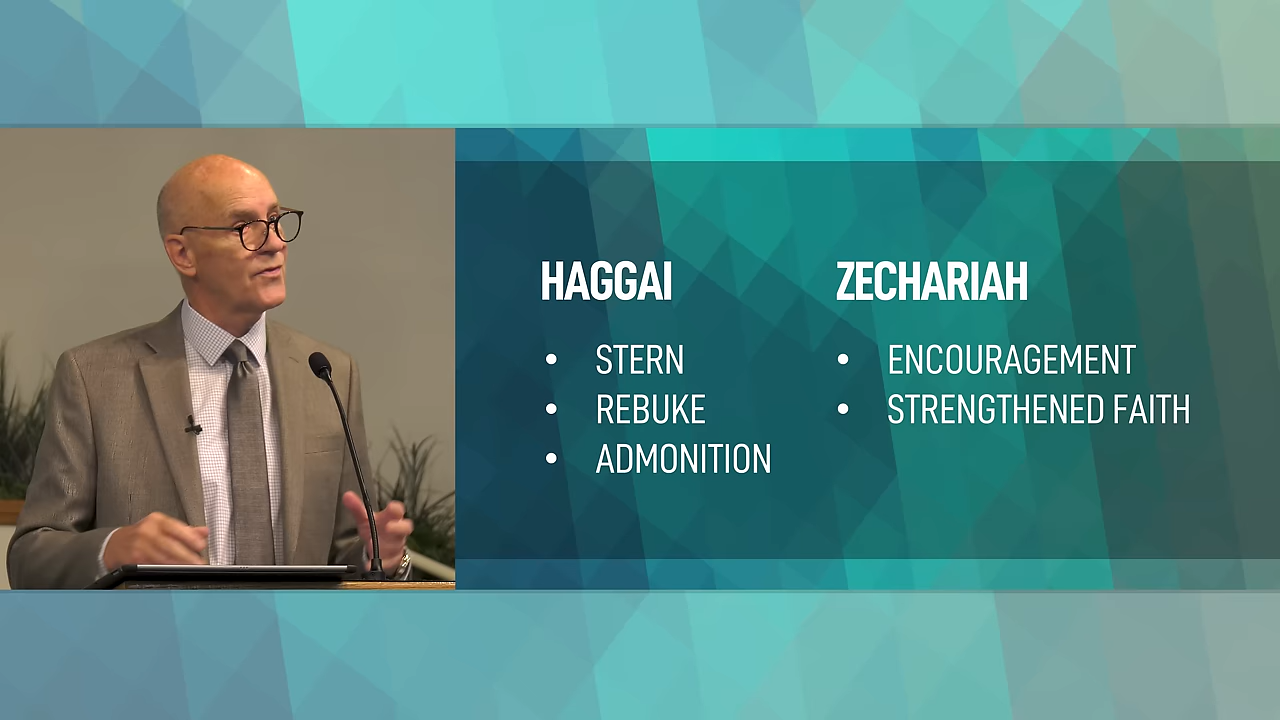 HAGGAI
• STERN
• REBUKE
• ADMONITION
ZECHARIAH
• ENCOURAGEMENT
• STRENGTHENED FAITH